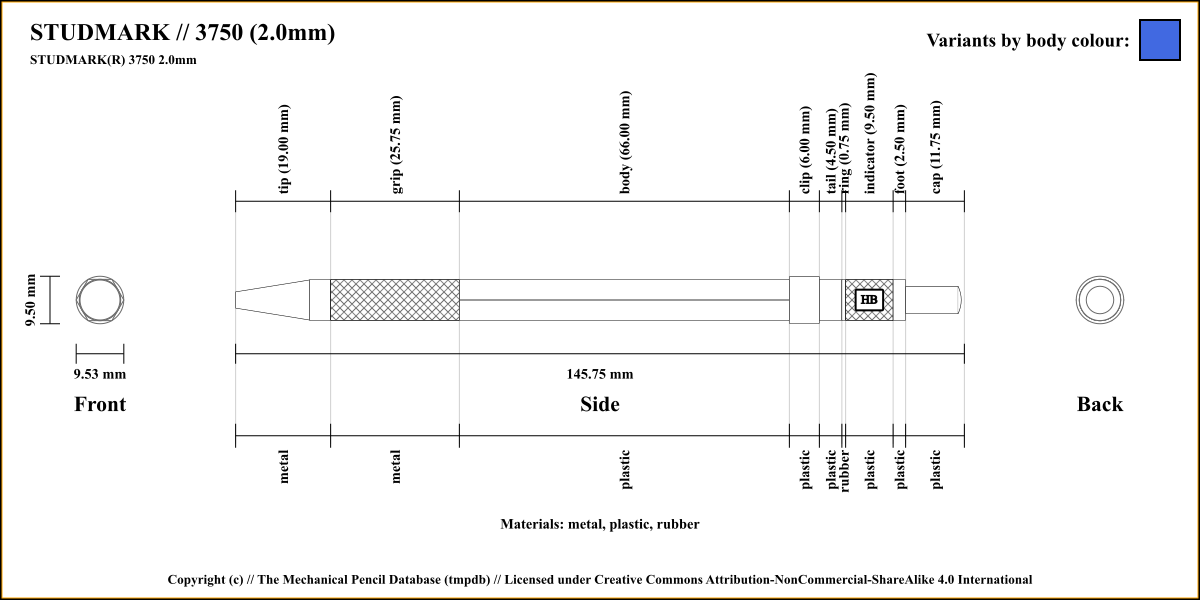 STUDMARK // 3750 (2.0mm)
STUDMARK(R) 3750 2.0mm
Variants by body colour:
tip (19.00 mm)
grip (25.75 mm)
body (66.00 mm)
clip (6.00 mm)
tail (4.50 mm)
ring (0.75 mm)
indicator (9.50 mm)
foot (2.50 mm)
cap (11.75 mm)
9.50 mm
HB
9.53 mm
145.75 mm
Front
Side
Back
metal
metal
plastic
plastic
plastic
rubber
plastic
plastic
plastic
Materials: metal, plastic, rubber
Copyright (c) // The Mechanical Pencil Database (tmpdb) // Licensed under Creative Commons Attribution-NonCommercial-ShareAlike 4.0 International